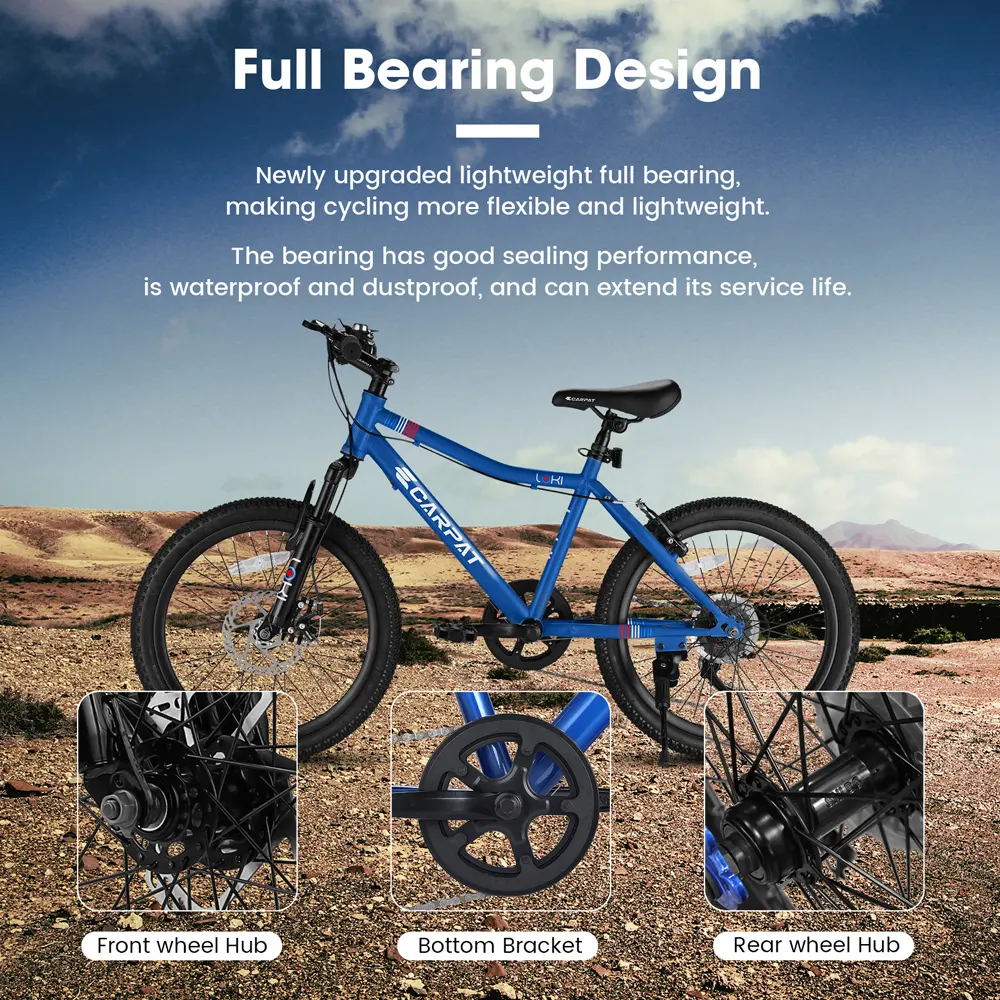 Full Bearing Design
Newly upgraded lightweight full bearing,
making cycling more flexible and lightweight.
The bearing has good sealing performance,
is waterproof and dustproof, and can extend its service life.
CARPAT
LOKI
CARPAT
LOKI
Front wheel Hub
Bottom Bracket
Rear wheel Hub